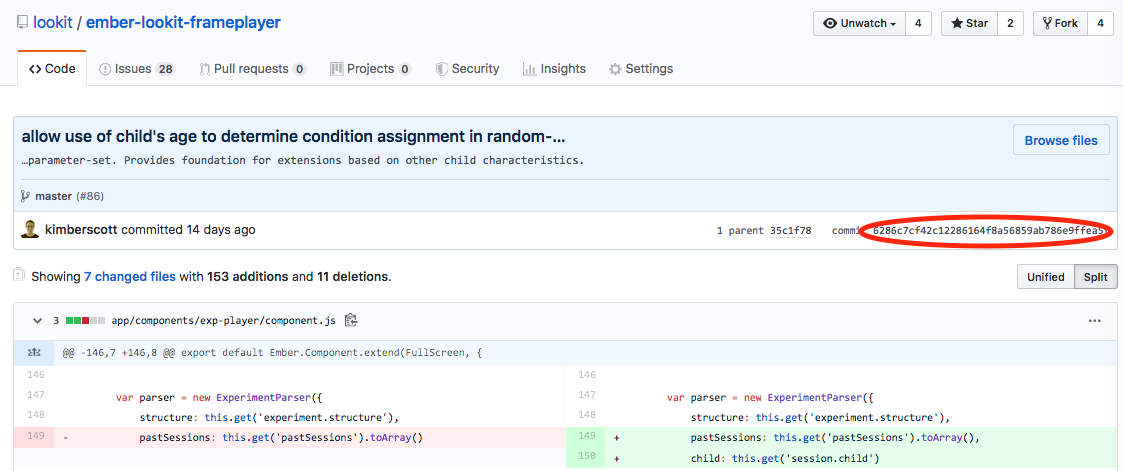 lookit / ember-lookit-frameplayer
Unwatch 4 Star 2 Fork 4
Code Issues 28 Pull requests 0 Projects 0 Security Insights Settings
allow use of child's age to determine condition assignment in random-...
Browse files
…parameter-set. Provides foundation for extensions based on other child characteristics.
master (#86)
kimberscott committed 14 days ago 1 parent 35c1f78
Showing 7 changed files with 153 additions and 11 deletions.
Unified Split
3 app/components/exp-player/component.js ...
@@ -146,7 +146,8 @@ export default Ember.Component.extend(FullScreen, {
146 146
147 var parser = new ExperimentParser({ 147 var parser = new ExperimentParser({
148 structure: this.get('experiment.structure'), 148 structure: this.get('experiment.structure'),
149 - pastSessions: this.get('pastSessions').toArray() 149 + pastSessions: this.get('pastSessions').toArray(),
150 + child: this.get('session.child')